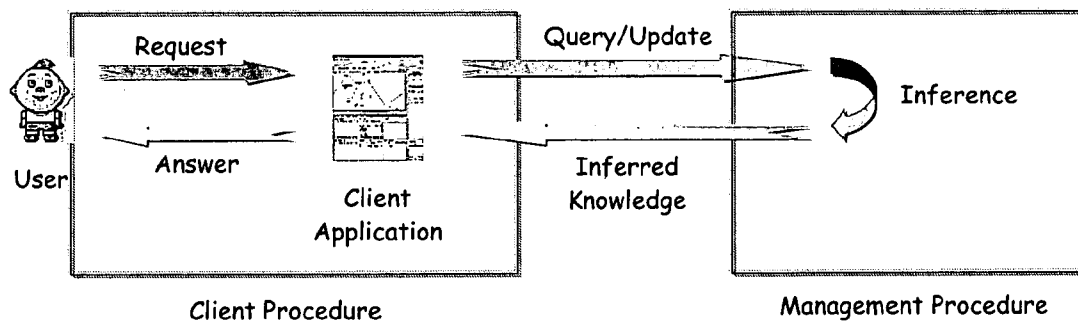 Request
Query/Update
Inference
User
Answer
Client
Application
Inferred
Knowledge
Client Procedure
Management Procedure